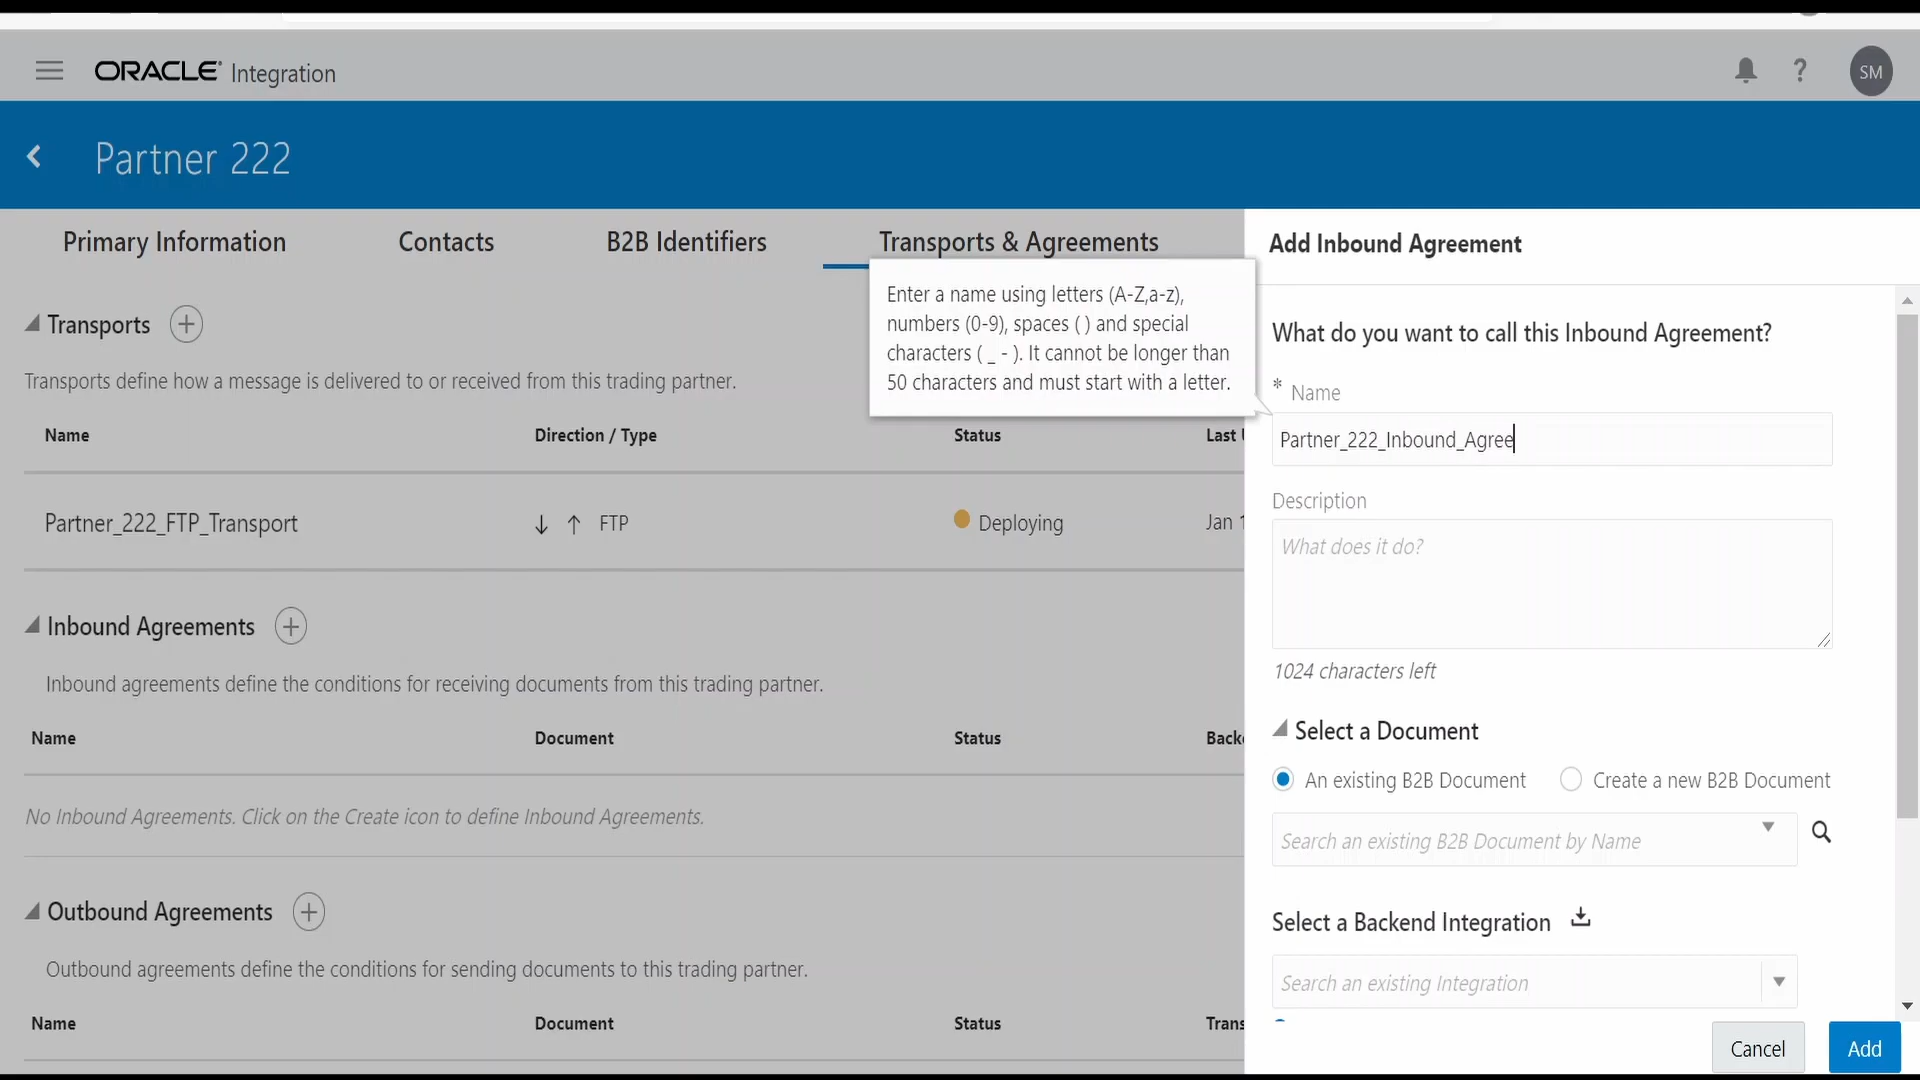 ORACLE Integration
SM
Partner 222
Primary Information
Contacts
B2B Identifiers
Transports & Agreements
Transports
Transports define how a message is delivered to or received from this trading partner.
Name
Direction / Type
Status
Last
Partner_222_FTP_Transport
FTP
Deploying
Jan
Inbound Agreements
Inbound agreements define the conditions for receiving documents from this trading partner.
Name
Document
Status
No Inbound Agreements. Click on the Create icon to define Inbound Agreements.
Outbound Agreements
Outbound agreements define the conditions for sending documents to this trading partner.
Name
Document
Status
Enter a name using letters (A-Z,a-z),
numbers (0-9), spaces ( ) and special
characters ( _ - ). It cannot be longer than
50 characters and must start with a letter.
Add Inbound Agreement
What do you want to call this Inbound Agreement?
* Name
Partner_222_Inbound_Agree
Description
What does it do?
1024 characters left
Select a Document
An existing B2B Document
Create a new B2B Document
Search an existing B2B Document by Name
Select a Backend Integration
Search an existing Integration
Cancel
Add